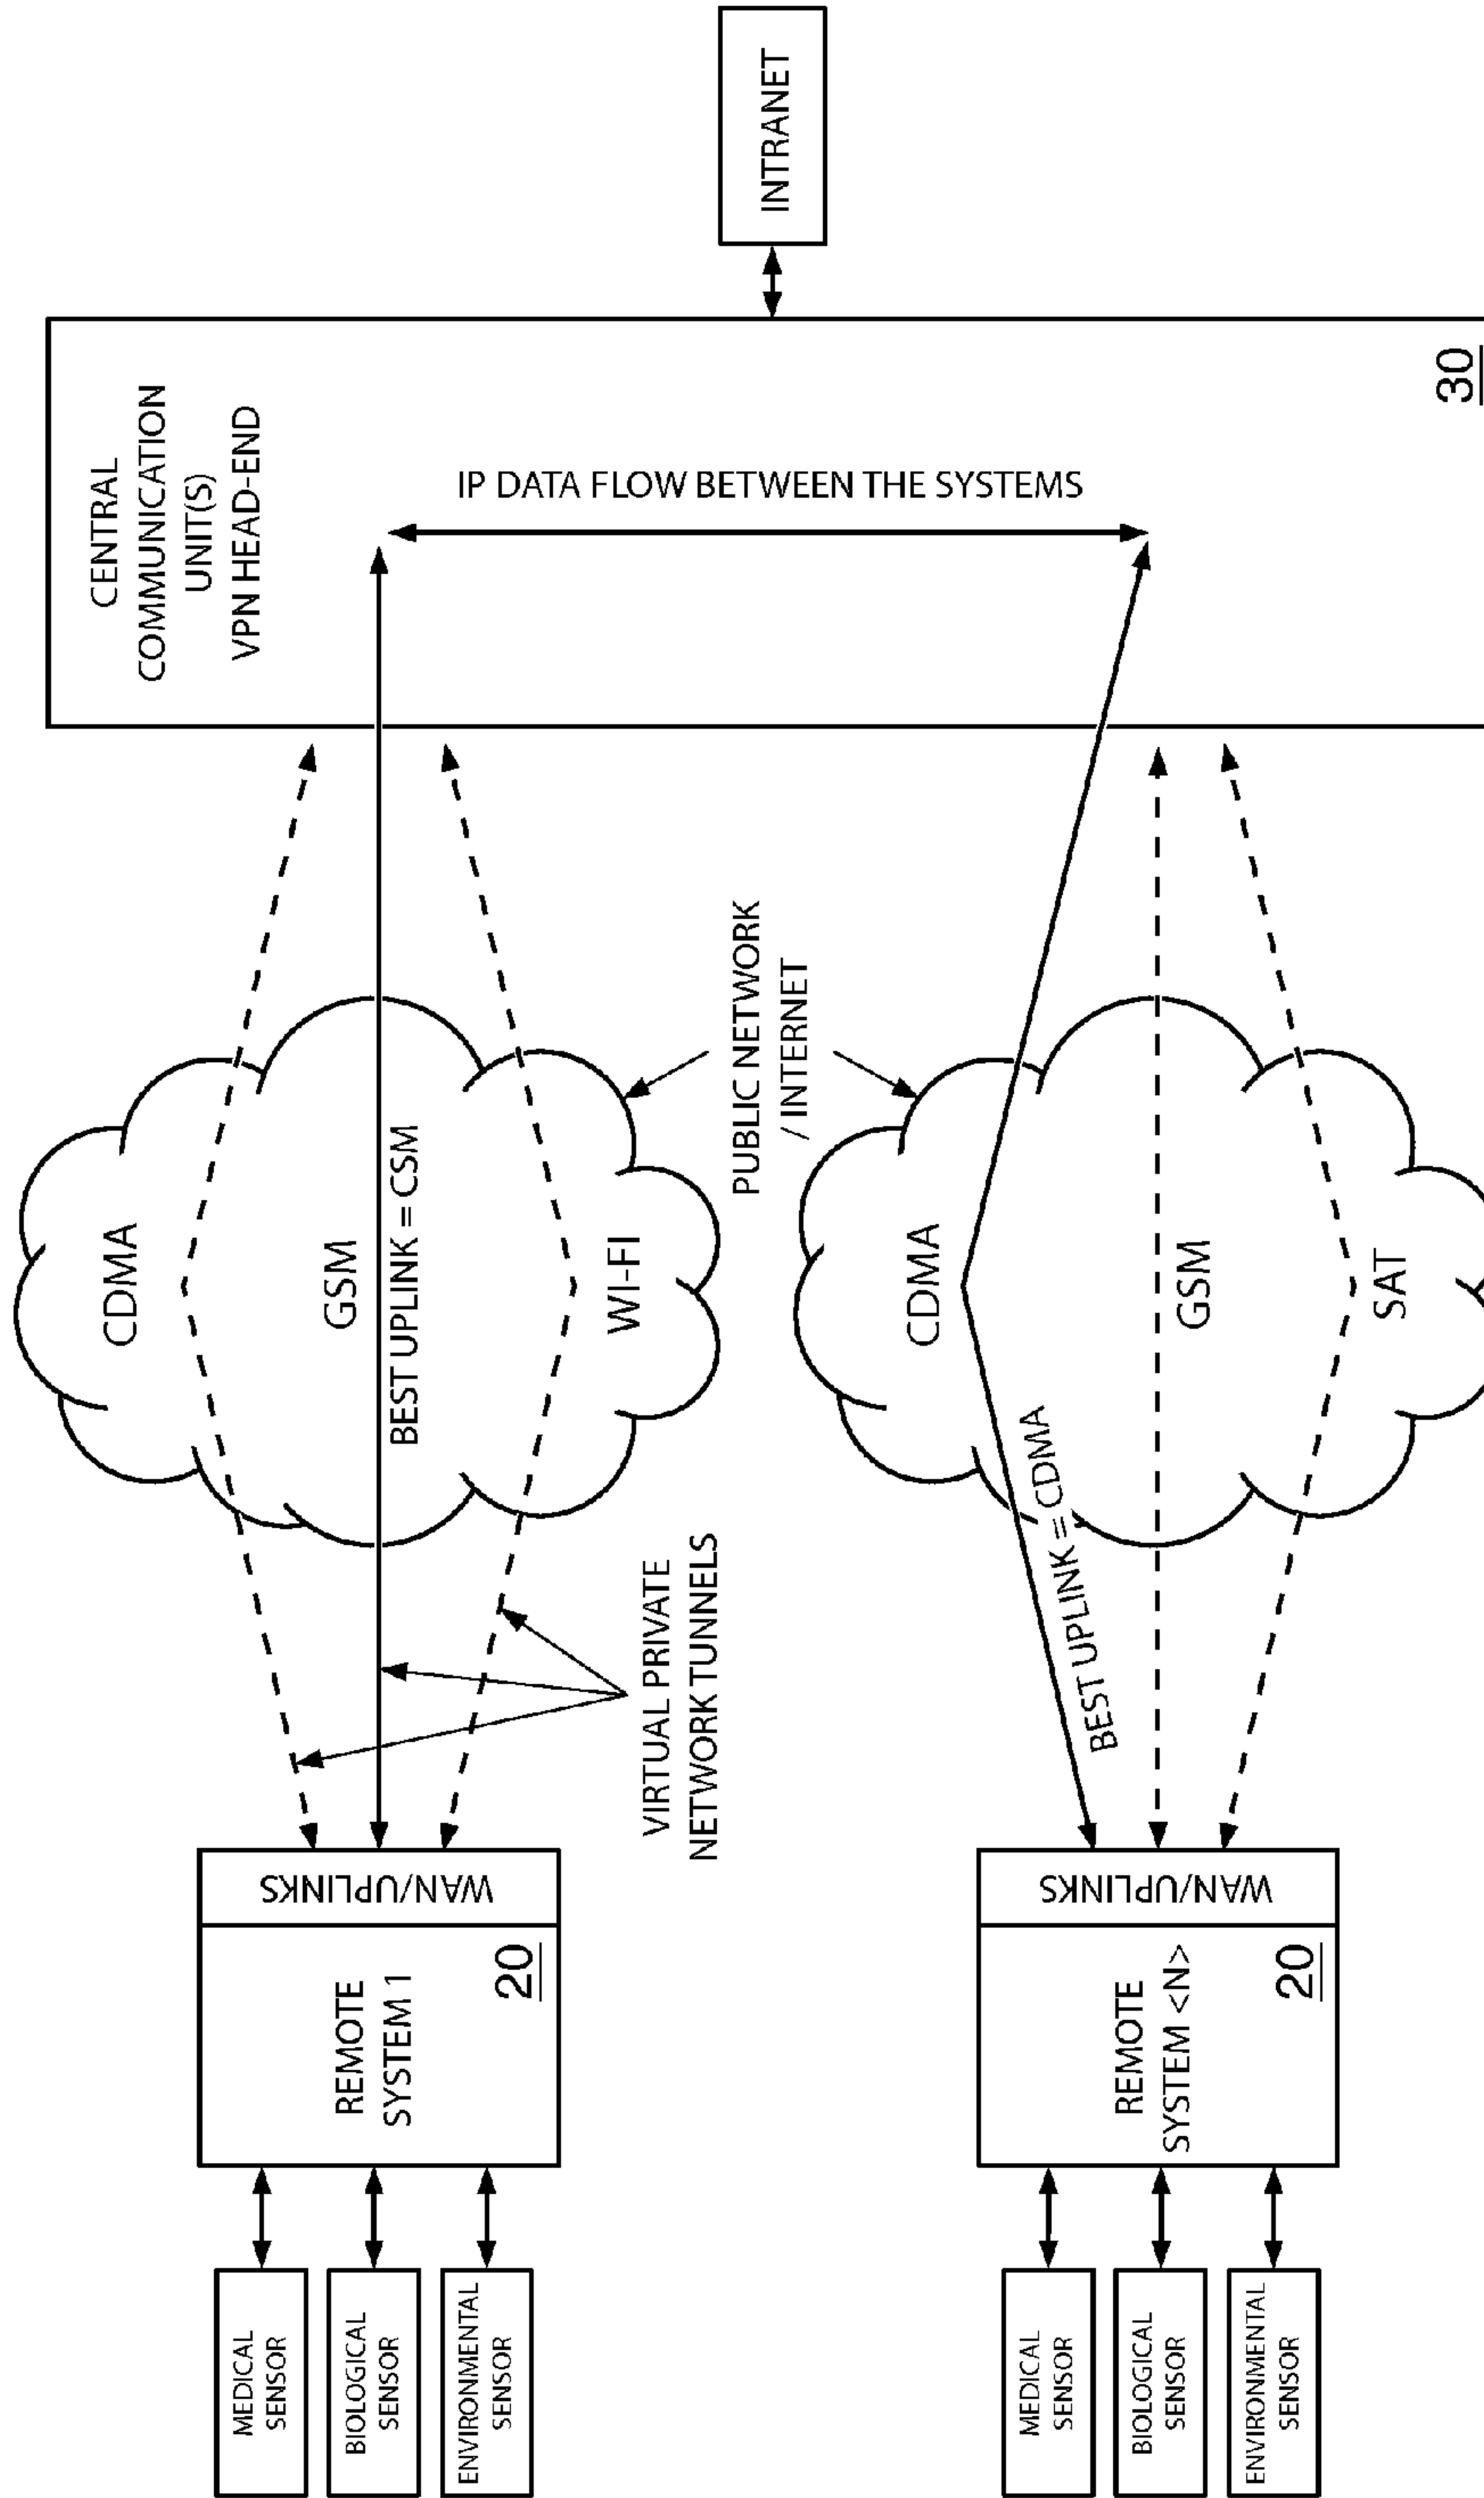 MEDICAL
SENSOR
BIOLOGICAL
SENSOR
ENVIRONMENTAL
SENSOR
REMOTE
SYSTEM 1
20
WAN/UPLINKS
VIRTUAL PRIVATE
NETWORK TUNNELS
CDMA
GSM
BEST UPLINK = CSM
WI-FI
PUBLIC NETWORK
/ INTERNET
CENTRAL
COMMUNICATION
UNIT(S)
VPN HEAD-END
IP DATA FLOW BETWEEN THE SYSTEMS
30
INTRANET
MEDICAL
SENSOR
BIOLOGICAL
SENSOR
ENVIRONMENTAL
SENSOR
REMOTE
SYSTEM <N>
20
WAN/UPLINKS
BEST UPLINK = CDMA
CDMA
GSM
SAT